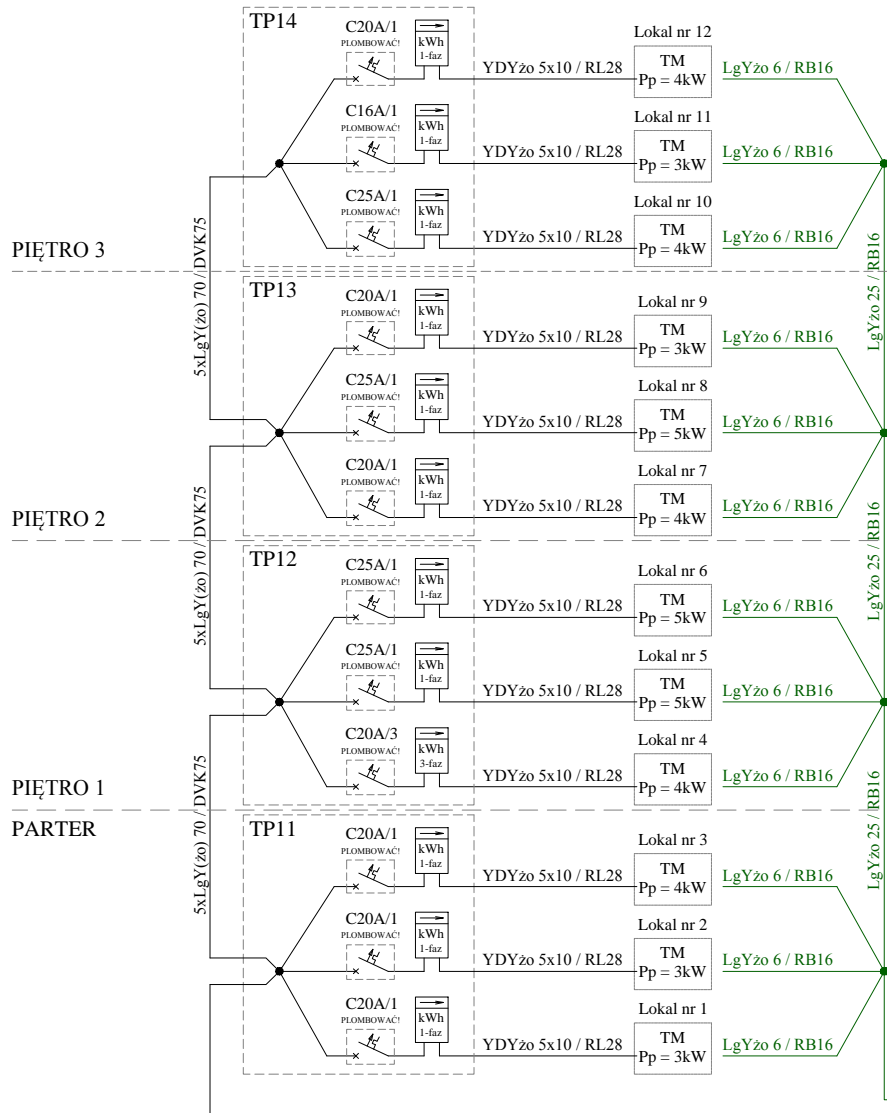 TP14
C20A/1
PLOMBOWAĆ!
kWh
1-faz
YDYżo 5x10 / RL28
Lokal nr 12
TM
Pp = 4kW
LgYżo 6 / RB16
C16A/1
PLOMBOWAĆ!
kWh
1-faz
YDYżo 5x10 / RL28
Lokal nr 11
TM
Pp = 3kW
LgYżo 6 / RB16
C25A/1
PLOMBOWAĆ!
kWh
1-faz
YDYżo 5x10 / RL28
Lokal nr 10
TM
Pp = 4kW
LgYżo 6 / RB16
PIĘTRO 3
5xLgY(żo) 70 / DVK75
LgYżo 25 / RB16
TP13
C20A/1
PLOMBOWAĆ!
kWh
1-faz
YDYżo 5x10 / RL28
Lokal nr 9
TM
Pp = 3kW
LgYżo 6 / RB16
C25A/1
PLOMBOWAĆ!
kWh
1-faz
YDYżo 5x10 / RL28
Lokal nr 8
TM
Pp = 5kW
LgYżo 6 / RB16
C20A/1
PLOMBOWAĆ!
kWh
1-faz
YDYżo 5x10 / RL28
Lokal nr 7
TM
Pp = 4kW
LgYżo 6 / RB16
PIĘTRO 2
5xLgY(żo) 70 / DVK75
LgYżo 25 / RB16
TP12
C25A/1
PLOMBOWAĆ!
kWh
1-faz
YDYżo 5x10 / RL28
Lokal nr 6
TM
Pp = 5kW
LgYżo 6 / RB16
C25A/1
PLOMBOWAĆ!
kWh
1-faz
YDYżo 5x10 / RL28
Lokal nr 5
TM
Pp = 5kW
LgYżo 6 / RB16
C20A/3
PLOMBOWAĆ!
kWh
3-faz
YDYżo 5x10 / RL28
Lokal nr 4
TM
Pp = 4kW
LgYżo 6 / RB16
PIĘTRO 1
5xLgY(żo) 70 / DVK75
LgYżo 25 / RB16
PARTER
TP11
C20A/1
PLOMBOWAĆ!
kWh
1-faz
YDYżo 5x10 / RL28
Lokal nr 3
TM
Pp = 4kW
LgYżo 6 / RB16
C20A/1
PLOMBOWAĆ!
kWh
1-faz
YDYżo 5x10 / RL28
Lokal nr 2
TM
Pp = 3kW
LgYżo 6 / RB16
C20A/1
PLOMBOWAĆ!
kWh
1-faz
YDYżo 5x10 / RL28
Lokal nr 1
TM
Pp = 3kW
LgYżo 6 / RB16